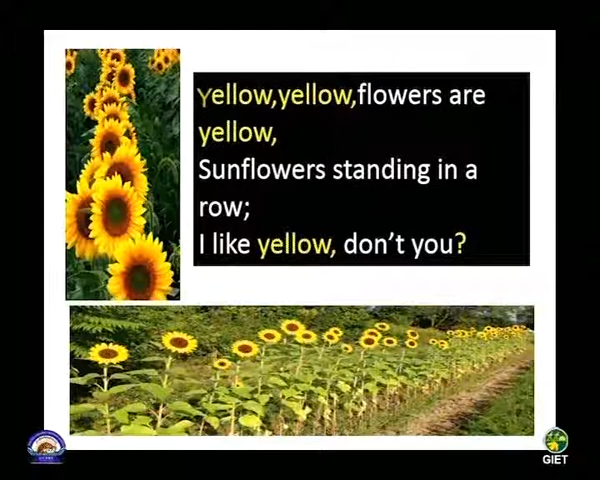 Yellow,yellow,flowers are
yellow,
Sunflowers standing in a
row;
I like yellow, don't you?
GIET